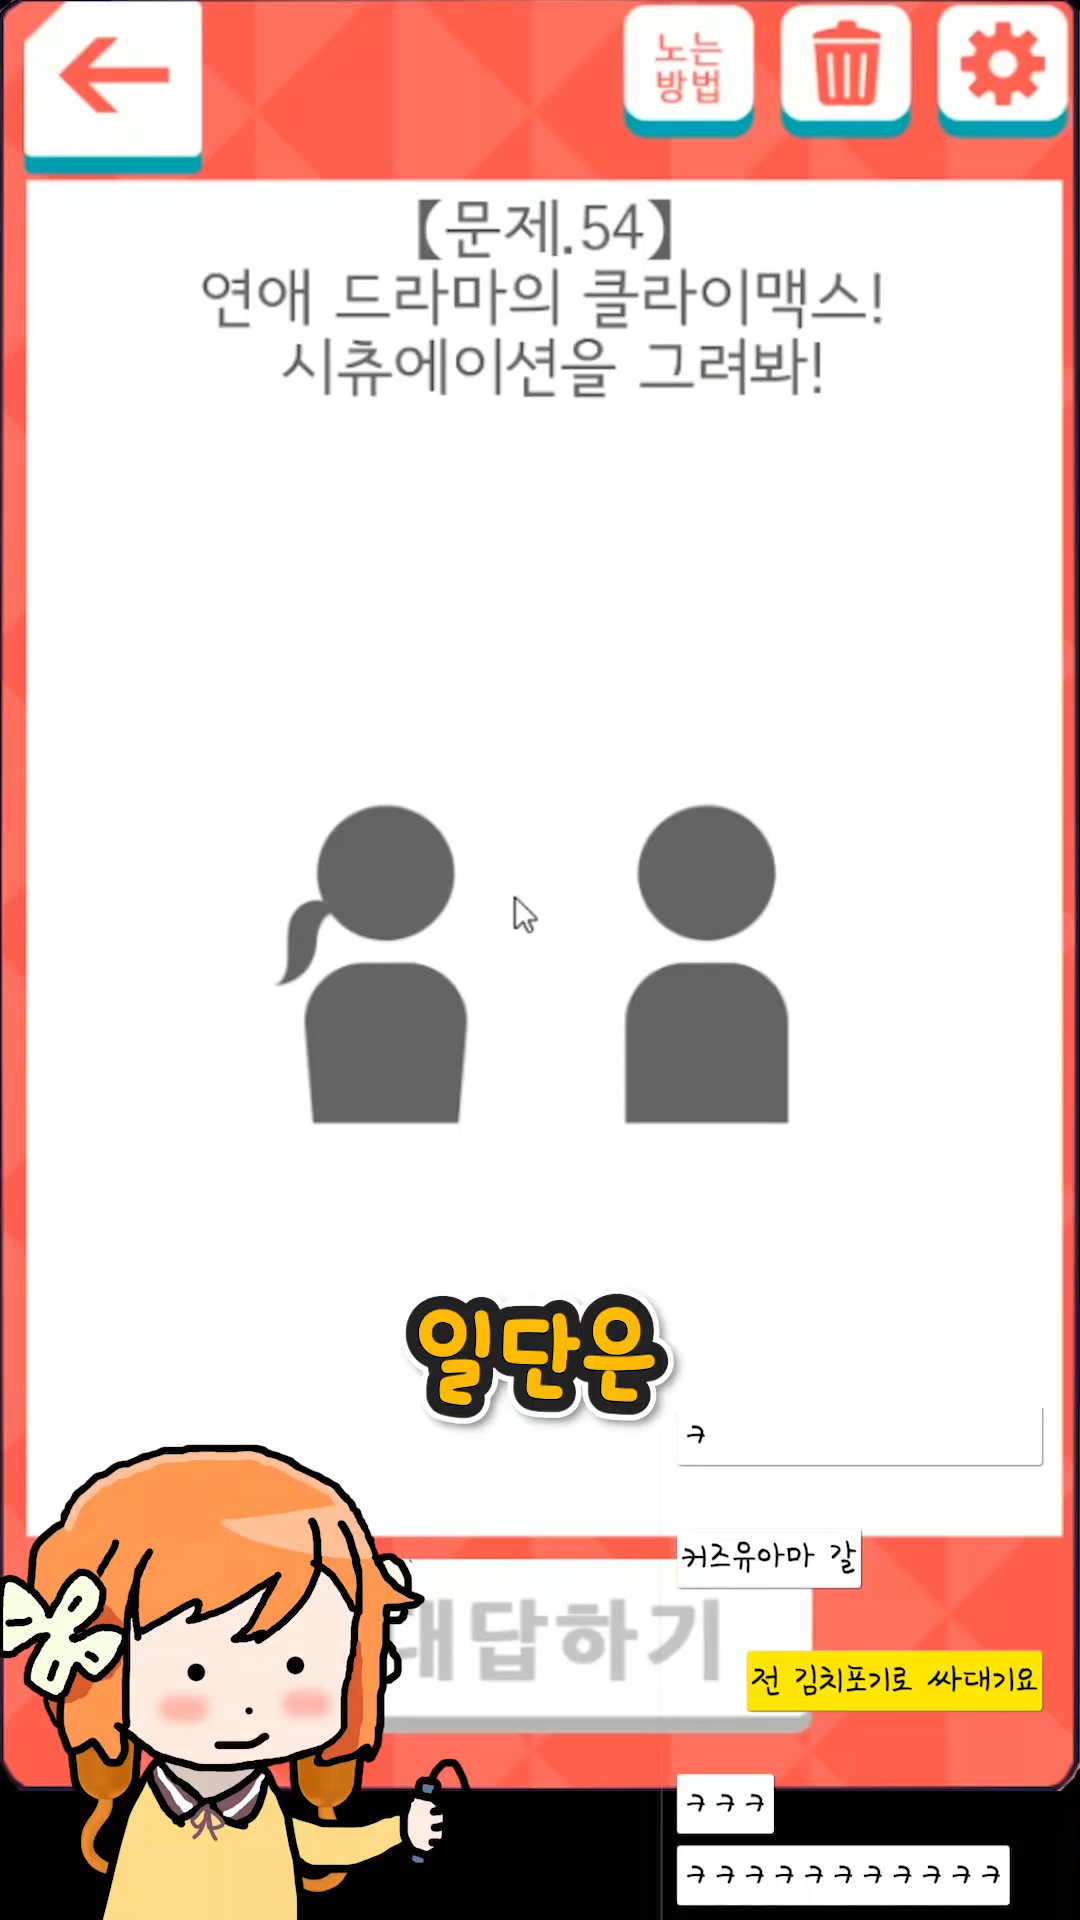 노는
방법
【문제.54】
연애 드라마의 클라이맥스!
시츄에이션을 그려봐!
일단은
ㅋ
커즈유아마 갈
대답하기
전 김치포기로 싸대기요
ㅋㅋㅋ
ㅋㅋㅋㅋㅋㅋㅋㅋㅋㅋㅋ